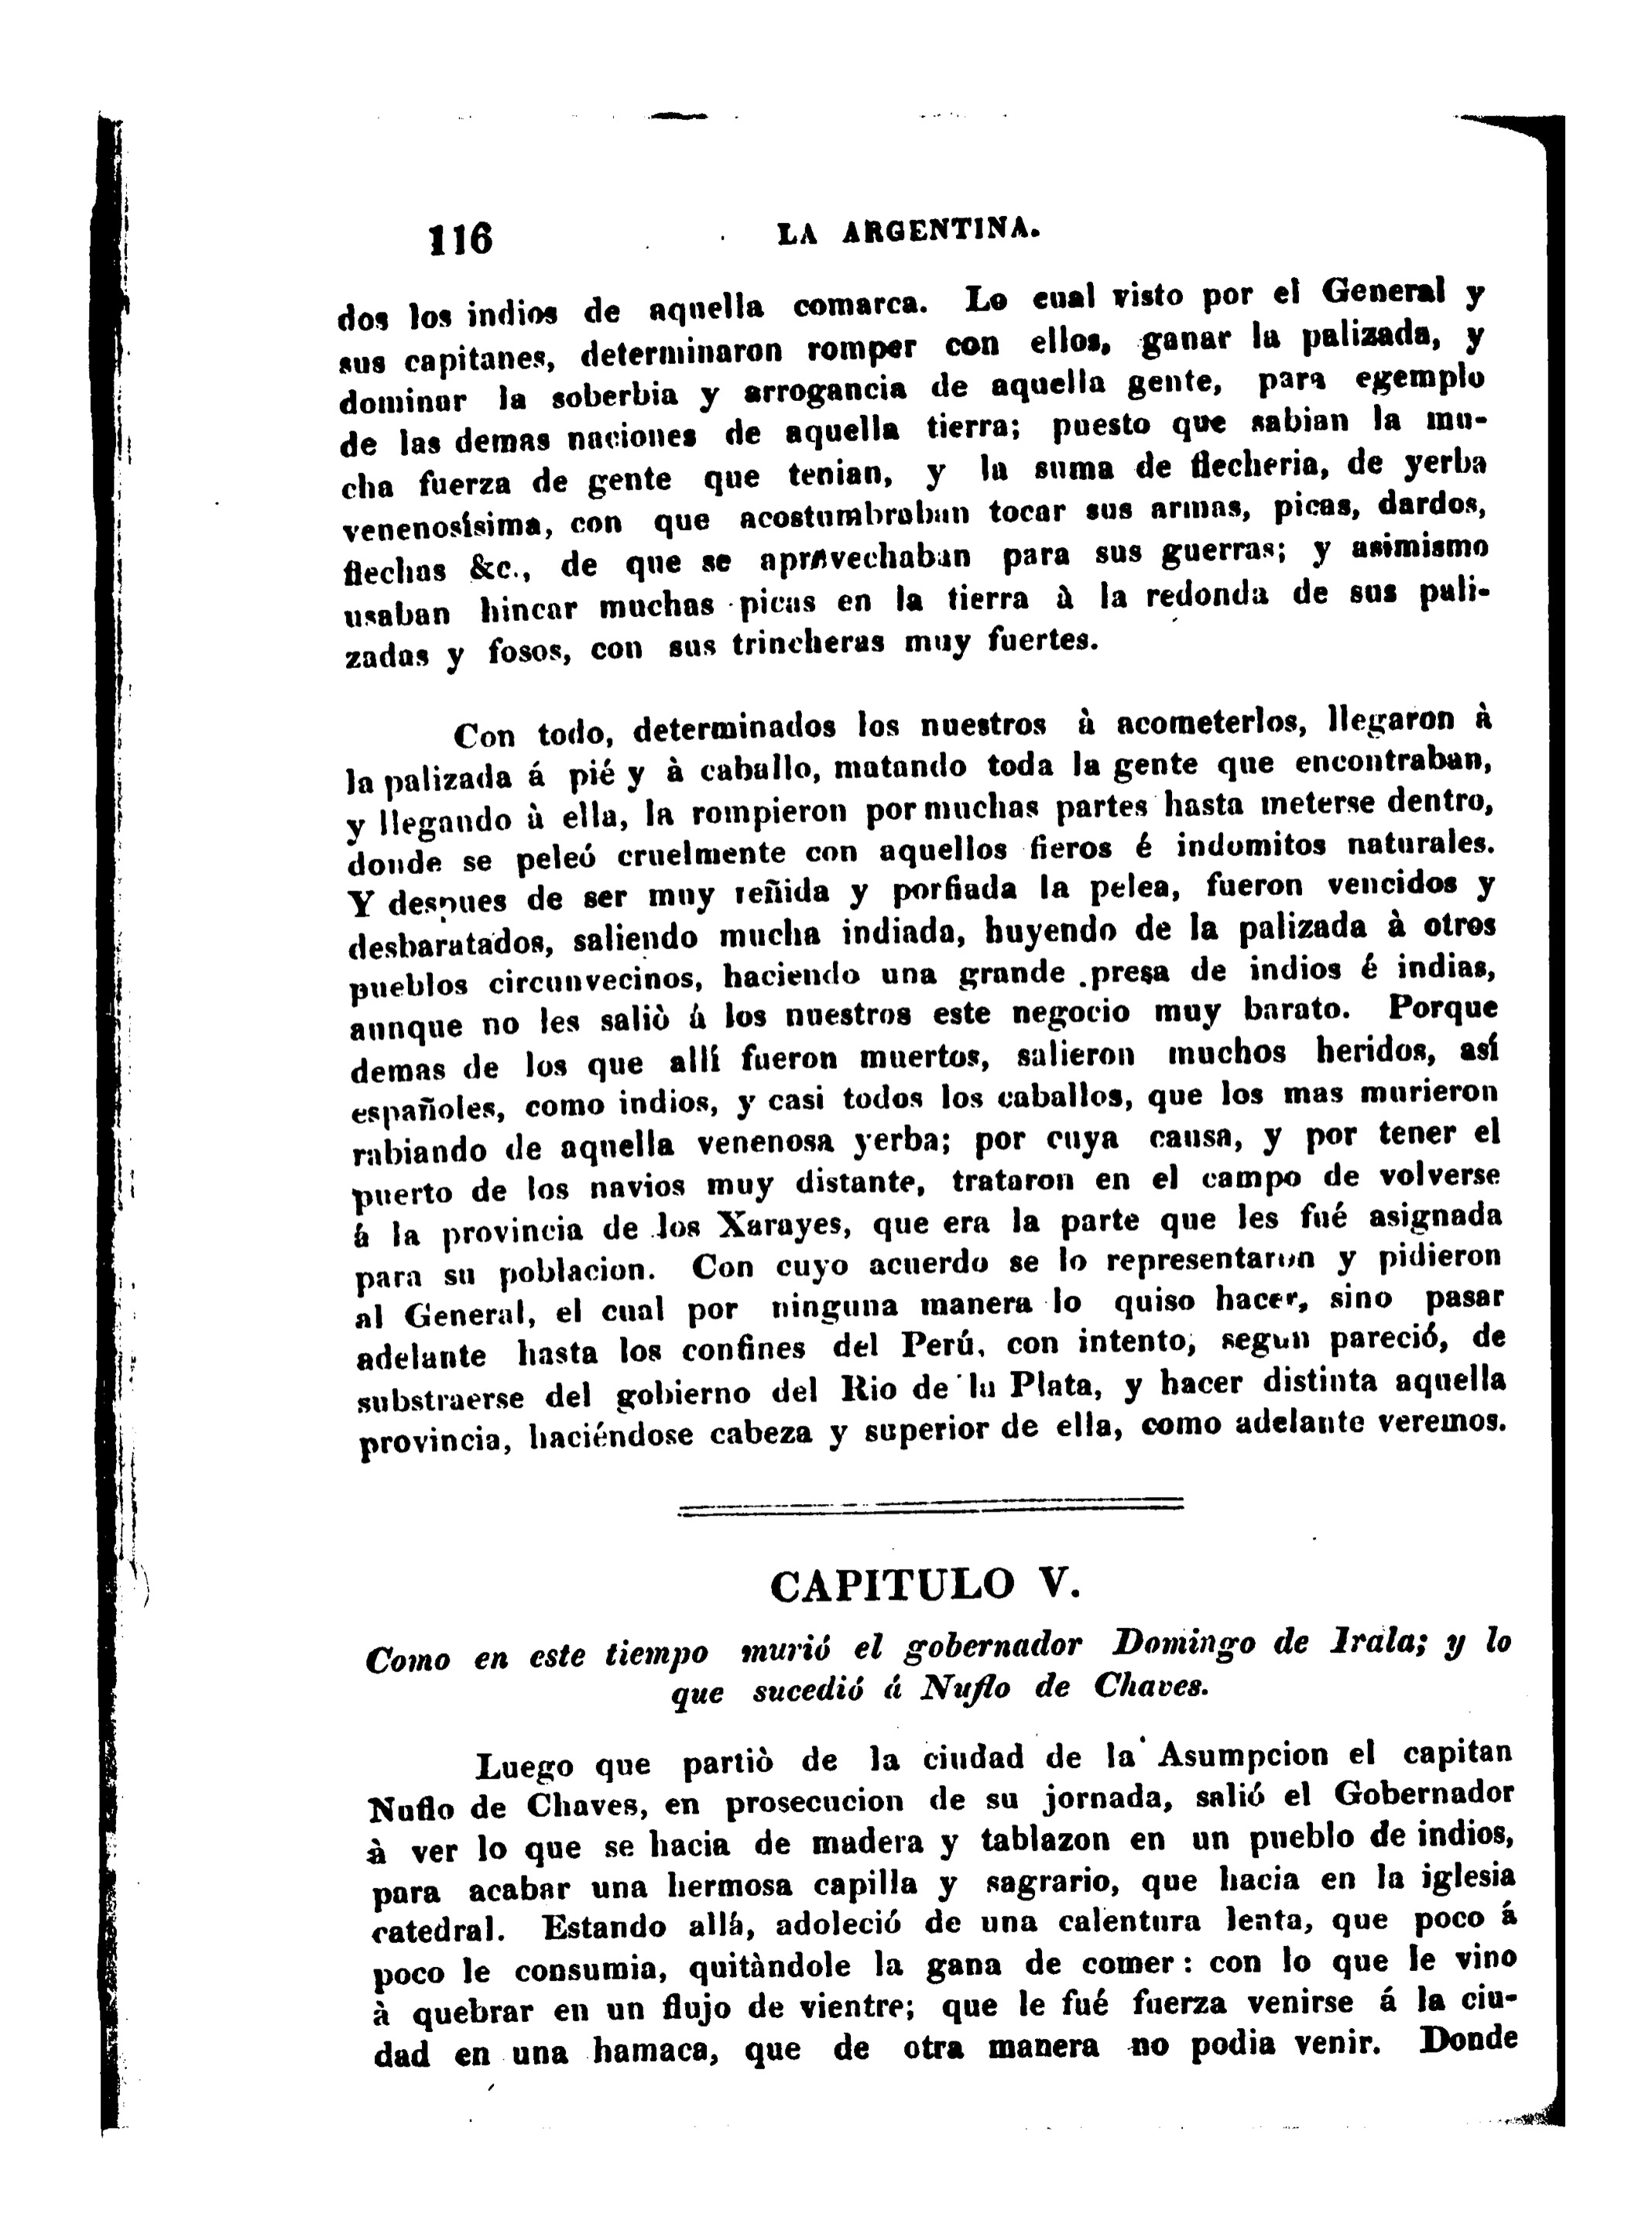 116 LA ARGENTINA.
dos los indios de aquella comarca. Lo cual visto por el General y
sus capitanes, determinaron romper con ellos, ganar la palizada, y
dominar la soberbia y arrogancia de aquella gente, para egemplo
de las demas naciones de aquella tierra; puesto que sabian la mu-
cha fuerza de gente que tenian, y la suma de flecheria, de yerba
venenosísima, con que acostumbraban tocar sus armas, picas, dardos,
flechas &c., de que se aprovechaban para sus guerras; y asimismo
usaban hincar muchas picas en la tierra à la redonda de sus pali-
zadas y fosos, con sus trincheras muy fuertes.
Con todo, determinados los nuestros à acometerlos, llegaron à
la palizada á pié y à caballo, matando toda la gente que encontraban,
y llegando à ella, la rompieron por muchas partes hasta meterse dentro,
donde se peleó cruelmente con aquellos fieros é indomitos naturales.
Y despues de ser muy reñida y porfiada la pelea, fueron vencidos y
desbaratados, saliendo mucha indiada, huyendo de la palizada à otros
pueblos circunvecinos, haciendo una grande presa de indios é indias,
aunque no les saliò á los nuestros este negocio muy barato. Porque
demas de los que allí fueron muertos, salieron muchos heridos, así
españoles, como indios, y casi todos los caballos, que los mas murieron
rabiando de aquella venenosa yerba; por cuya causa, y por tener el
puerto de los navios muy distante, trataron en el campo de volverse
á la provincia de los Xarayes, que era la parte que les fué asignada
para su poblacion. Con cuyo acuerdo se lo representaron y pidieron
al General, el cual por ninguna manera lo quiso hacer, sino pasar
adelante hasta los confines del Perú, con intento, segun pareció, de
substraerse del gobierno del Rio de la Plata, y hacer distinta aquella
provincia, haciéndose cabeza y superior de ella, como adelante veremos.
CAPITULO V.
Como en este tiempo murió el gobernador Domingo de Irala; y lo
que sucedió á Nuflo de Chaves.
Luego que partiò de la ciudad de la Asumpcion el capitan
Nuflo de Chaves, en prosecucion de su jornada, salió el Gobernador
à ver lo que se hacia de madera y tablazon en un pueblo de indios,
para acabar una hermosa capilla y sagrario, que hacia en la iglesia
catedral. Estando allá, adoleció de una calentura lenta, que poco á
poco le consumia, quitàndole la gana de comer: con lo que le vino
à quebrar en un flujo de vientre; que le fué fuerza venirse á la ciu-
dad en una hamaca, que de otra manera no podia venir. Donde